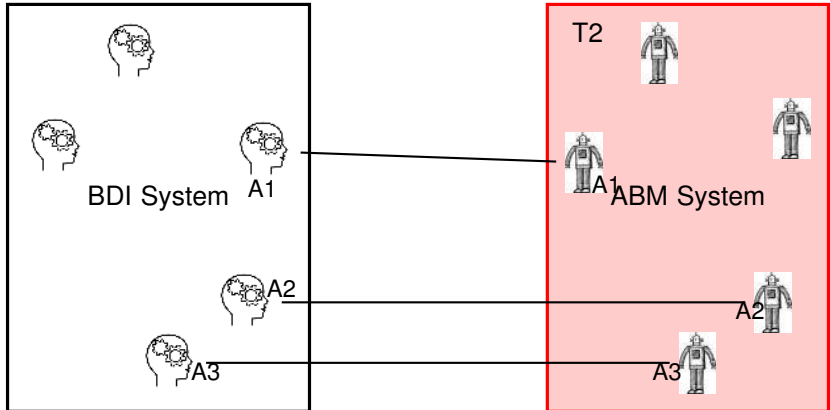 T2
BDI System
A1
A1
ABM System
A2
A2
A3
A3